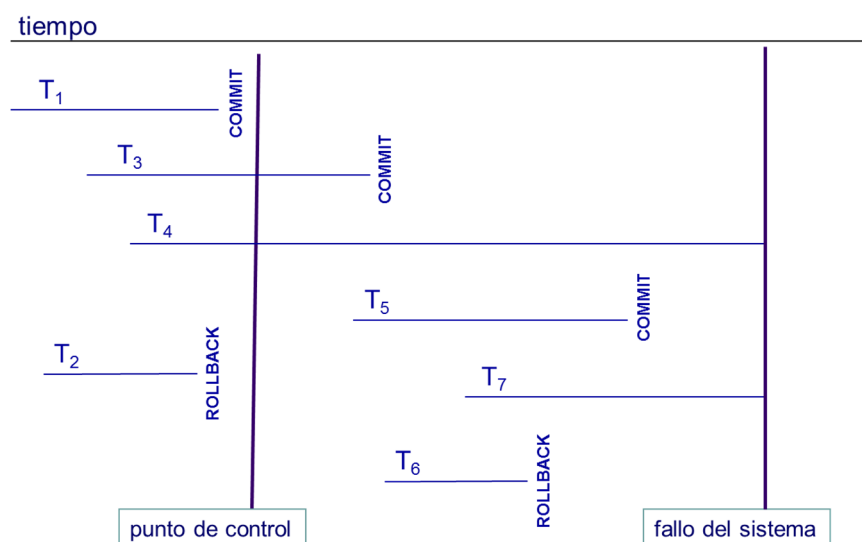 tiempo
T₁
COMMIT
T₃
COMMIT
T₄
T₅
COMMIT
T₂
ROLLBACK
T₇
T₆
ROLLBACK
punto de control
fallo del sistema